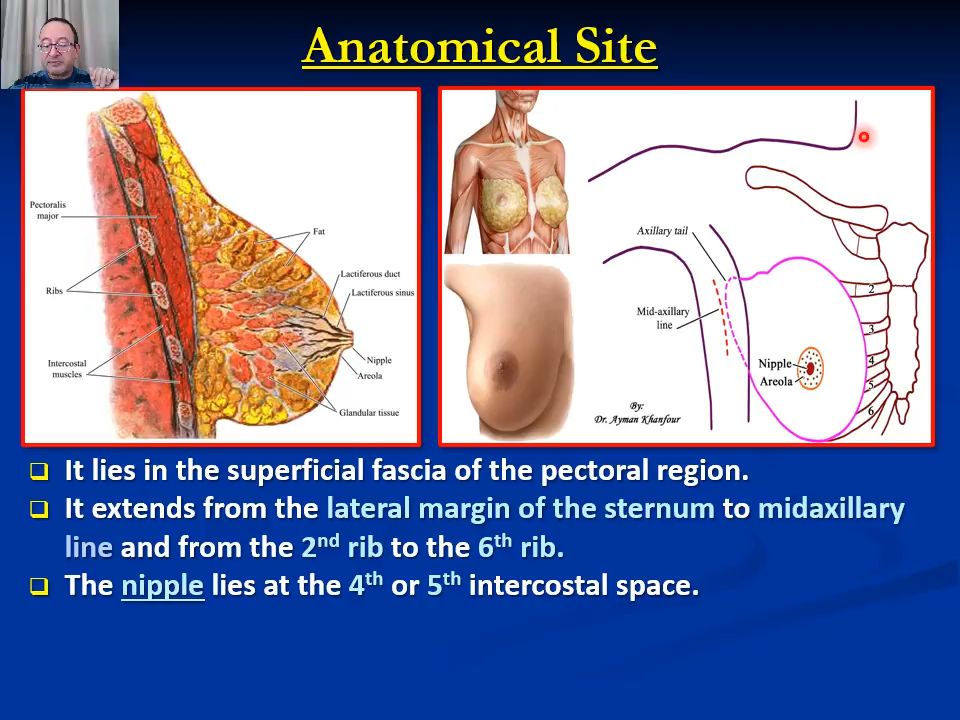 Anatomical Site
Pectoralis
major
Ribs
Intercostal
muscles
Fat
Lactiferous duct
Lactiferous sinus
Nipple
Areola
Glandular tissue
Axillary tail
Mid-axillary
line
Nipple
Areola
2
3
4
5
6
By:
Dr. Ayman Khanfour
It lies in the superficial fascia of the pectoral region.
It extends from the lateral margin of the sternum to midaxillary
line and from the 2nd rib to the 6th rib.
The nipple lies at the 4th or 5th intercostal space.